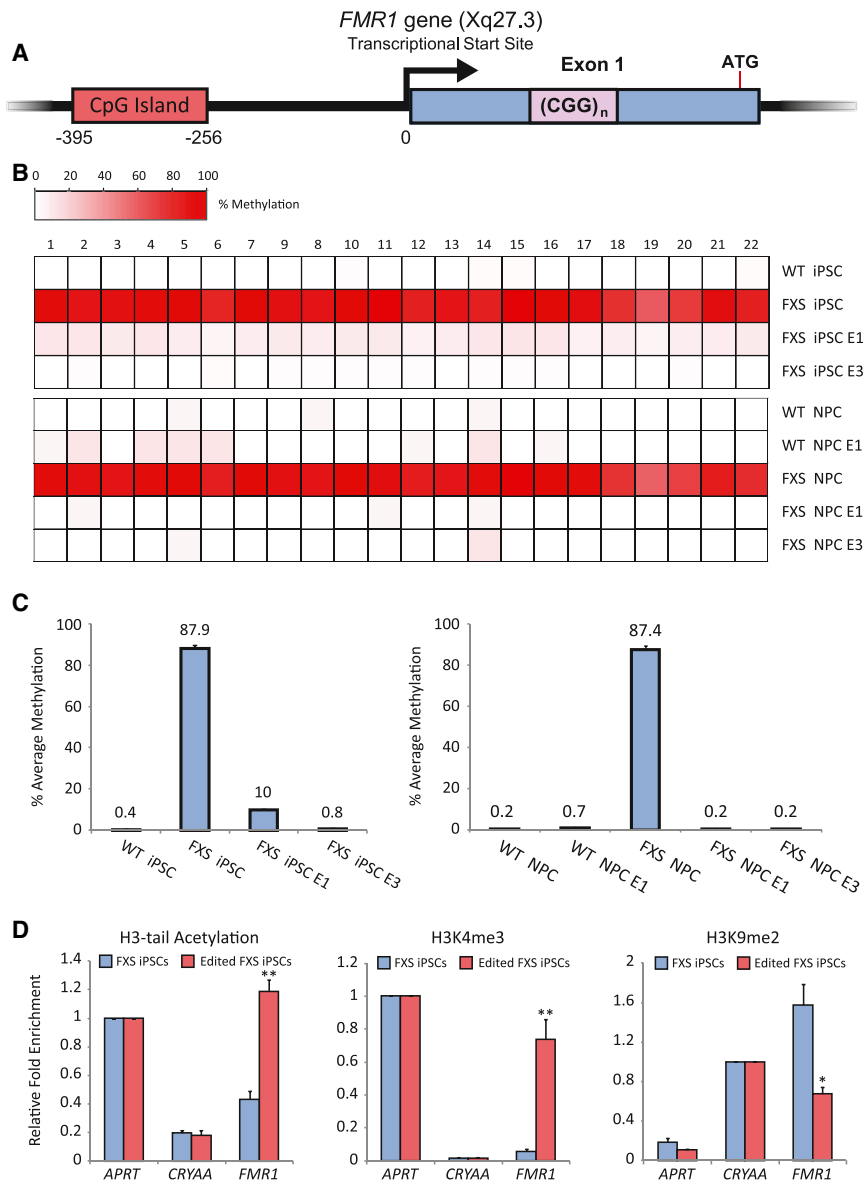 FMR1 gene (Xq27.3)
Transcriptional Start Site
A
Exon 1
ATG
CpG Island
(CGG)n
-395
-256
0
B
0 20 40 60 80 100
% Methylation
1 2 3 4 5 6 7 9 8 10 11 12 13 14 15 16 17 18 19 20 21 22
WT iPSC
FXS iPSC
FXS iPSC E1
FXS iPSC E3
WT NPC
WT NPC E1
FXS NPC
FXS NPC E1
FXS NPC E3
C
% Average Methylation
100
80
60
40
20
0
0.4
87.9
10
0.8
WT iPSC
FXS iPSC
FXS iPSC E1
FXS iPSC E3
% Average Methylation
100
80
60
40
20
0
0.2
0.7
87.4
0.2
0.2
WT NPC
WT NPC E1
FXS NPC
FXS NPC E1
FXS NPC E3
D
H3-tail Acetylation
FXS iPSCs
Edited FXS iPSCs
Relative Fold Enrichment
1.4
1.2
1
0.8
0.6
0.4
0.2
0
**
APRT
CRYAA
FMR1
H3K4me3
FXS iPSCs
Edited FXS iPSCs
1.2
1
0.8
0.6
0.4
0.2
0
**
APRT
CRYAA
FMR1
H3K9me2
FXS iPSCs
Edited FXS iPSCs
2
1.6
1.2
0.8
0.4
0
*
APRT
CRYAA
FMR1